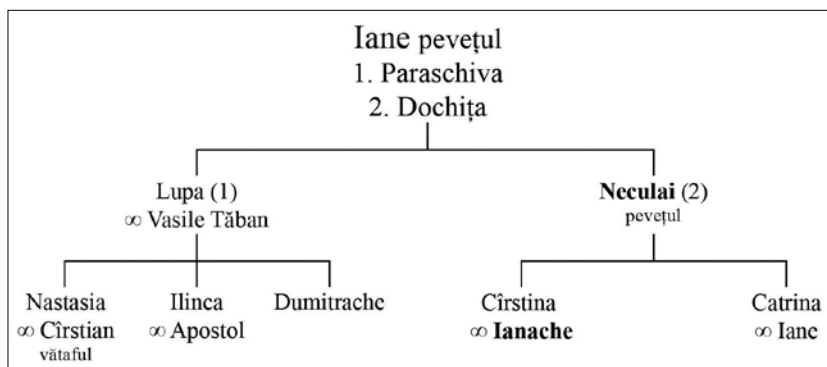 Iane pevețul
1. Paraschiva
2. Dochița
Lupa (1)
∞ Vasile Tăban
Neculai (2)
pevețul
Nastasia
∞ Cîrstian
vătaful
Ilinca
∞ Apostol
Dumitrache
Cîrstina
∞ Ianache
Catrina
∞ Iane